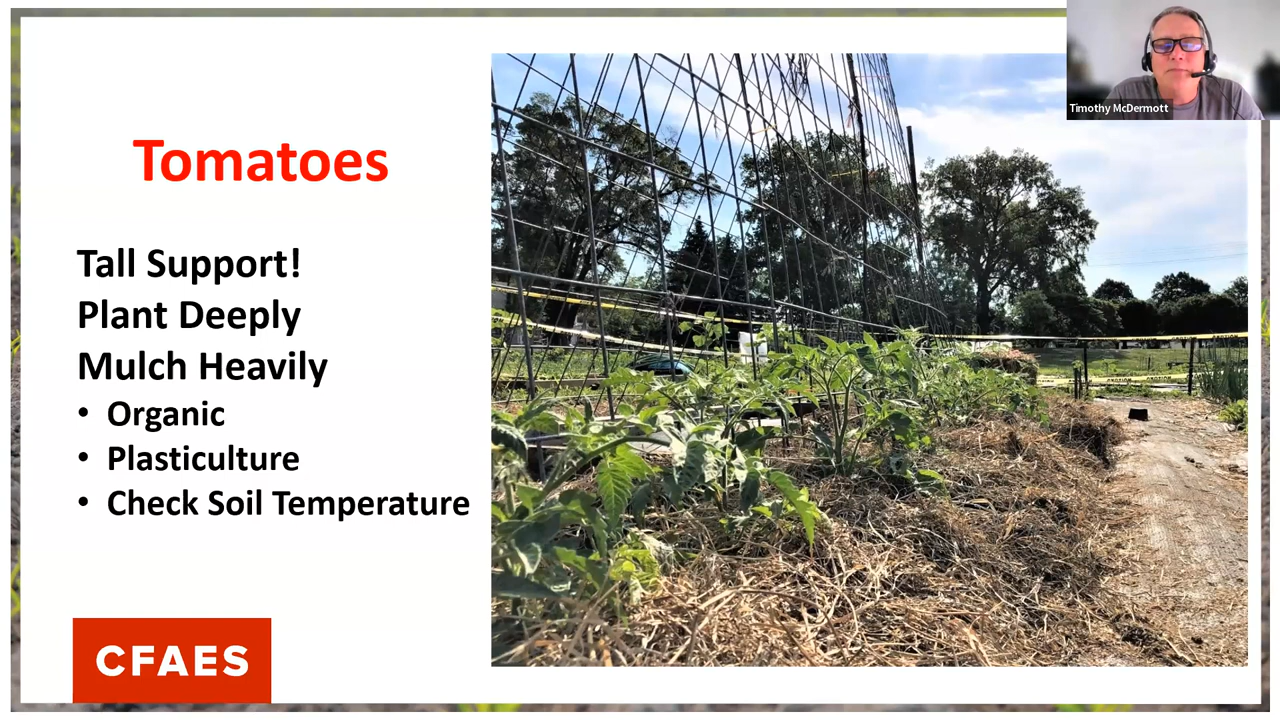 Timothy McDermott
Tomatoes
Tall Support!
Plant Deeply
Mulch Heavily
• Organic
• Plasticulture
• Check Soil Temperature
CFAES